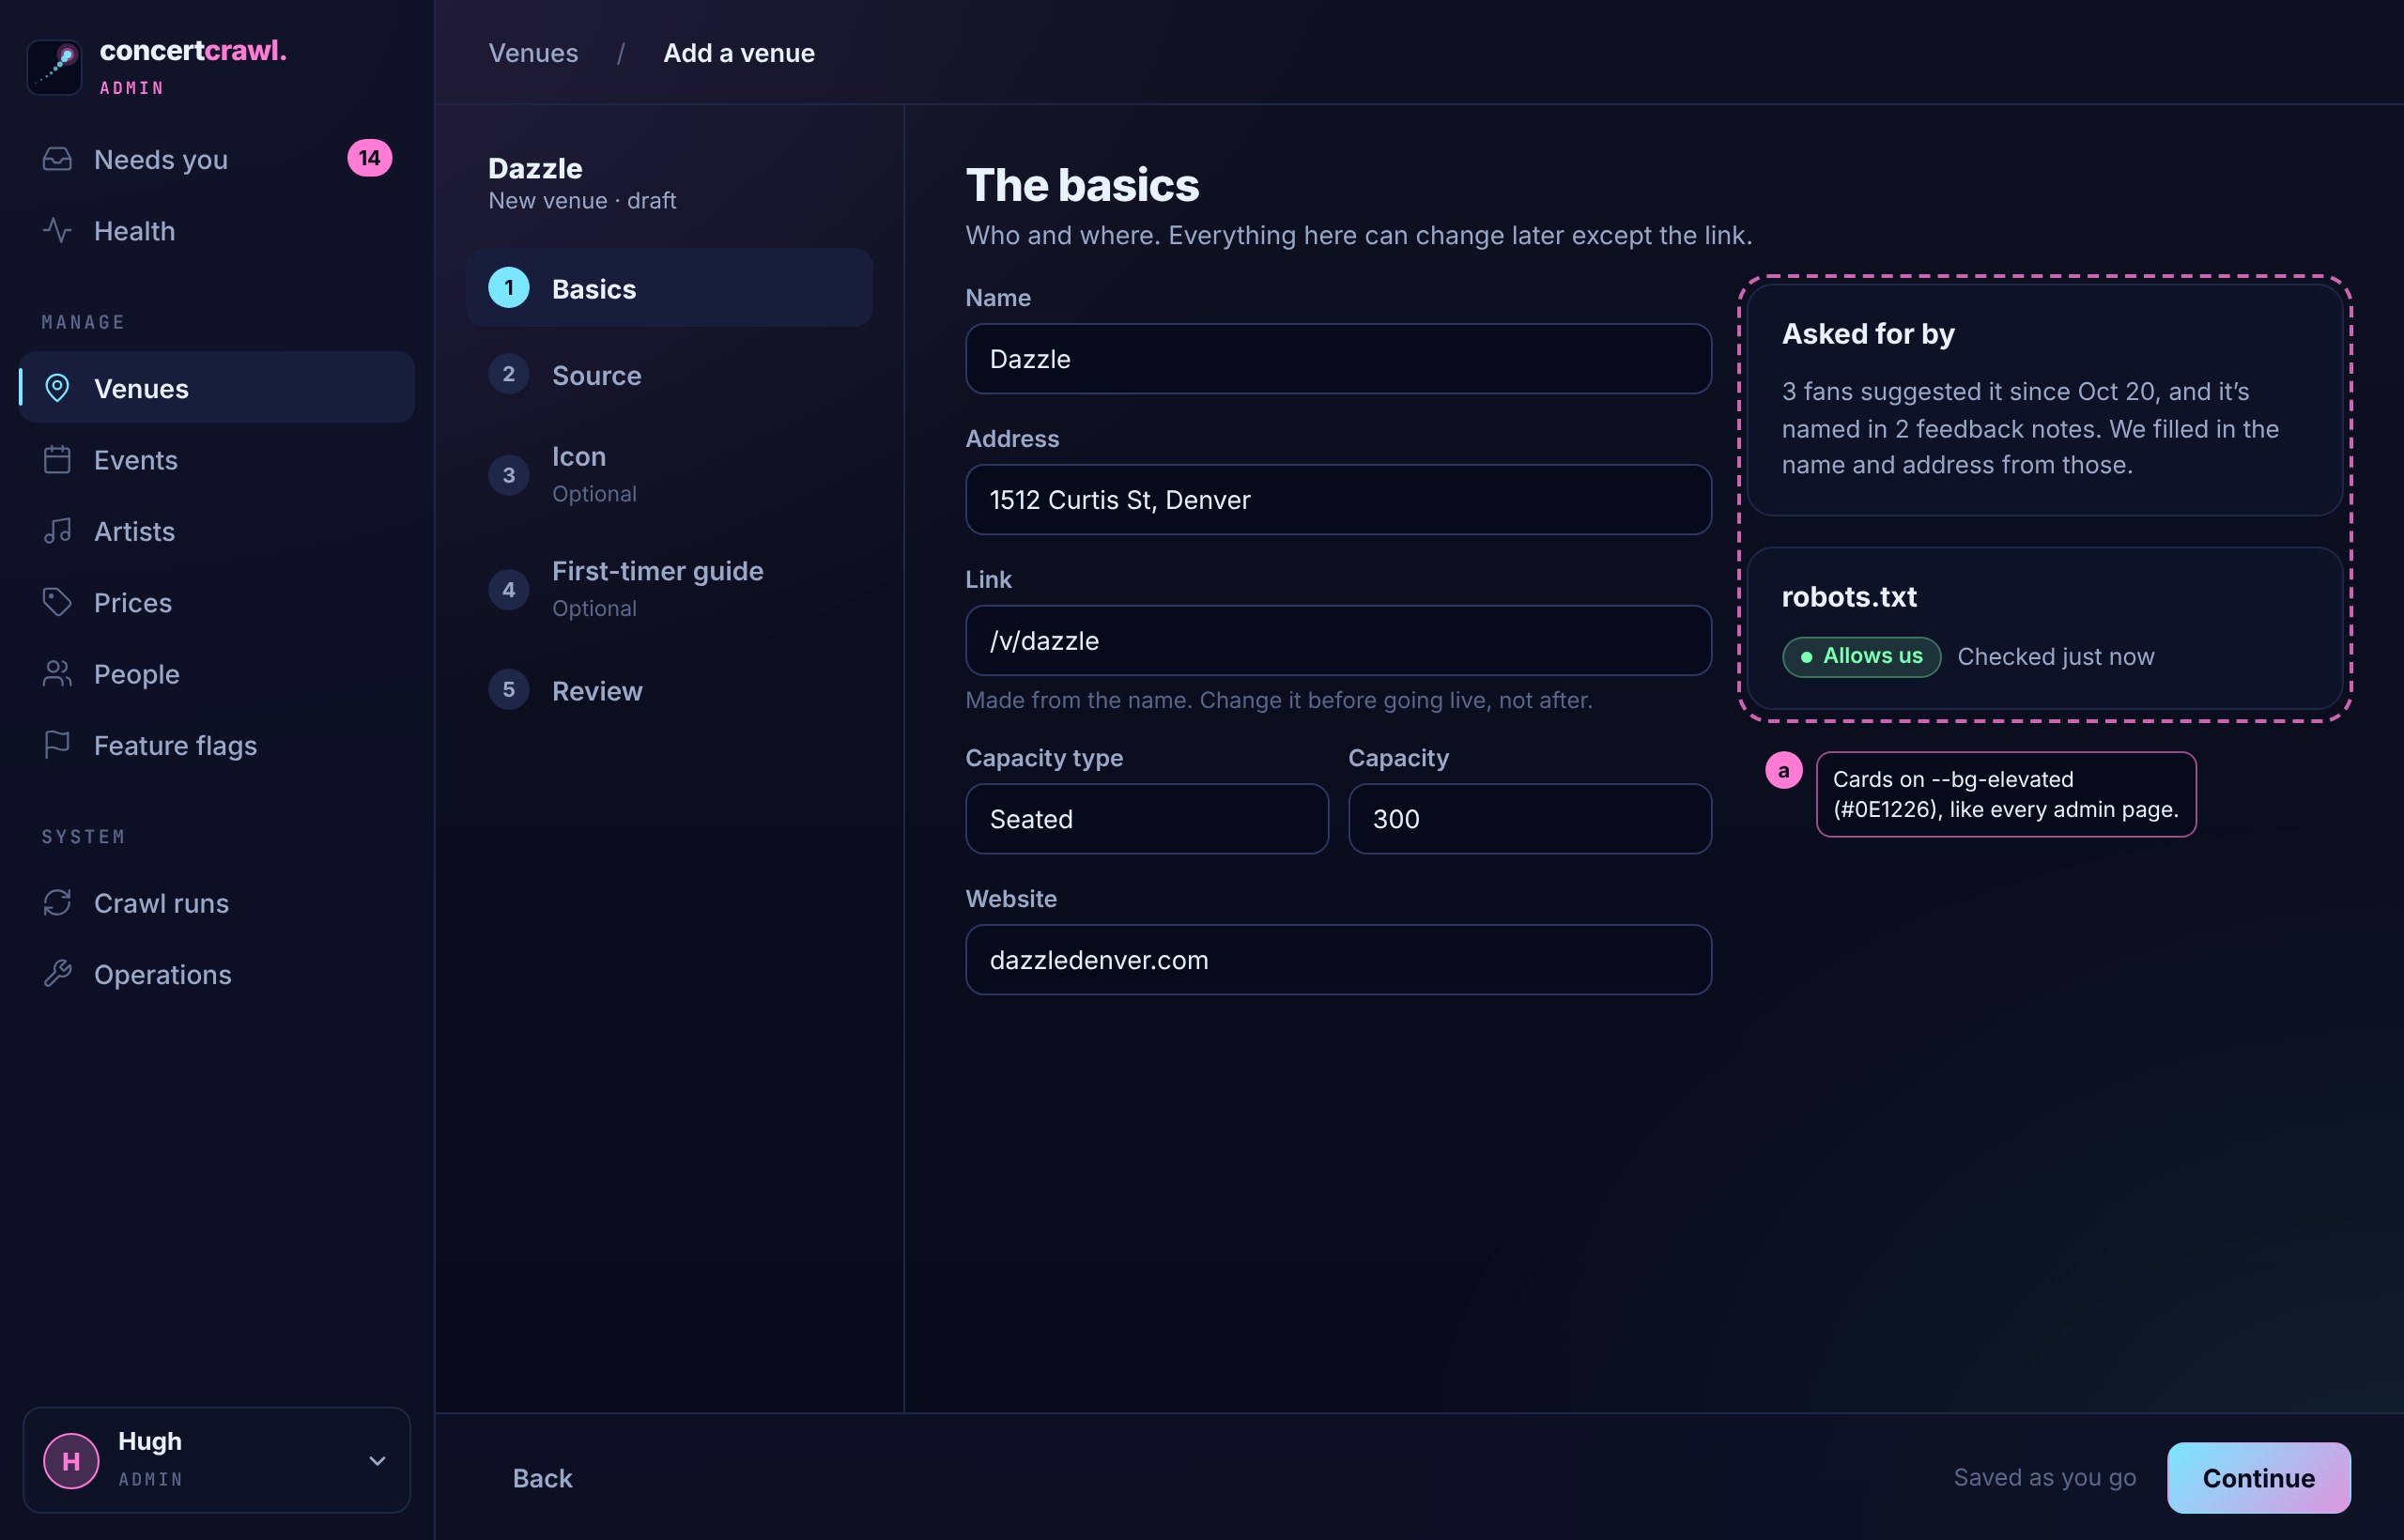 concertcrawl.
ADMIN
Needs you
14
Health
MANAGE
Venues
Events
Artists
Prices
People
Feature flags
SYSTEM
Crawl runs
Operations
H
Hugh
ADMIN
Venues / Add a venue
Dazzle
New venue · draft
1 Basics
2 Source
3 Icon
Optional
4 First-timer guide
Optional
5 Review
The basics
Who and where. Everything here can change later except the link.
Name
Dazzle
Address
1512 Curtis St, Denver
Link
/v/dazzle
Made from the name. Change it before going live, not after.
Capacity type
Seated
Capacity
300
Website
dazzledenver.com
Asked for by
3 fans suggested it since Oct 20, and it’s
named in 2 feedback notes. We filled in the
name and address from those.
robots.txt
Allows us
Checked just now
a
Cards on --bg-elevated
(#0E1226), like every admin page.
Back
Saved as you go
Continue